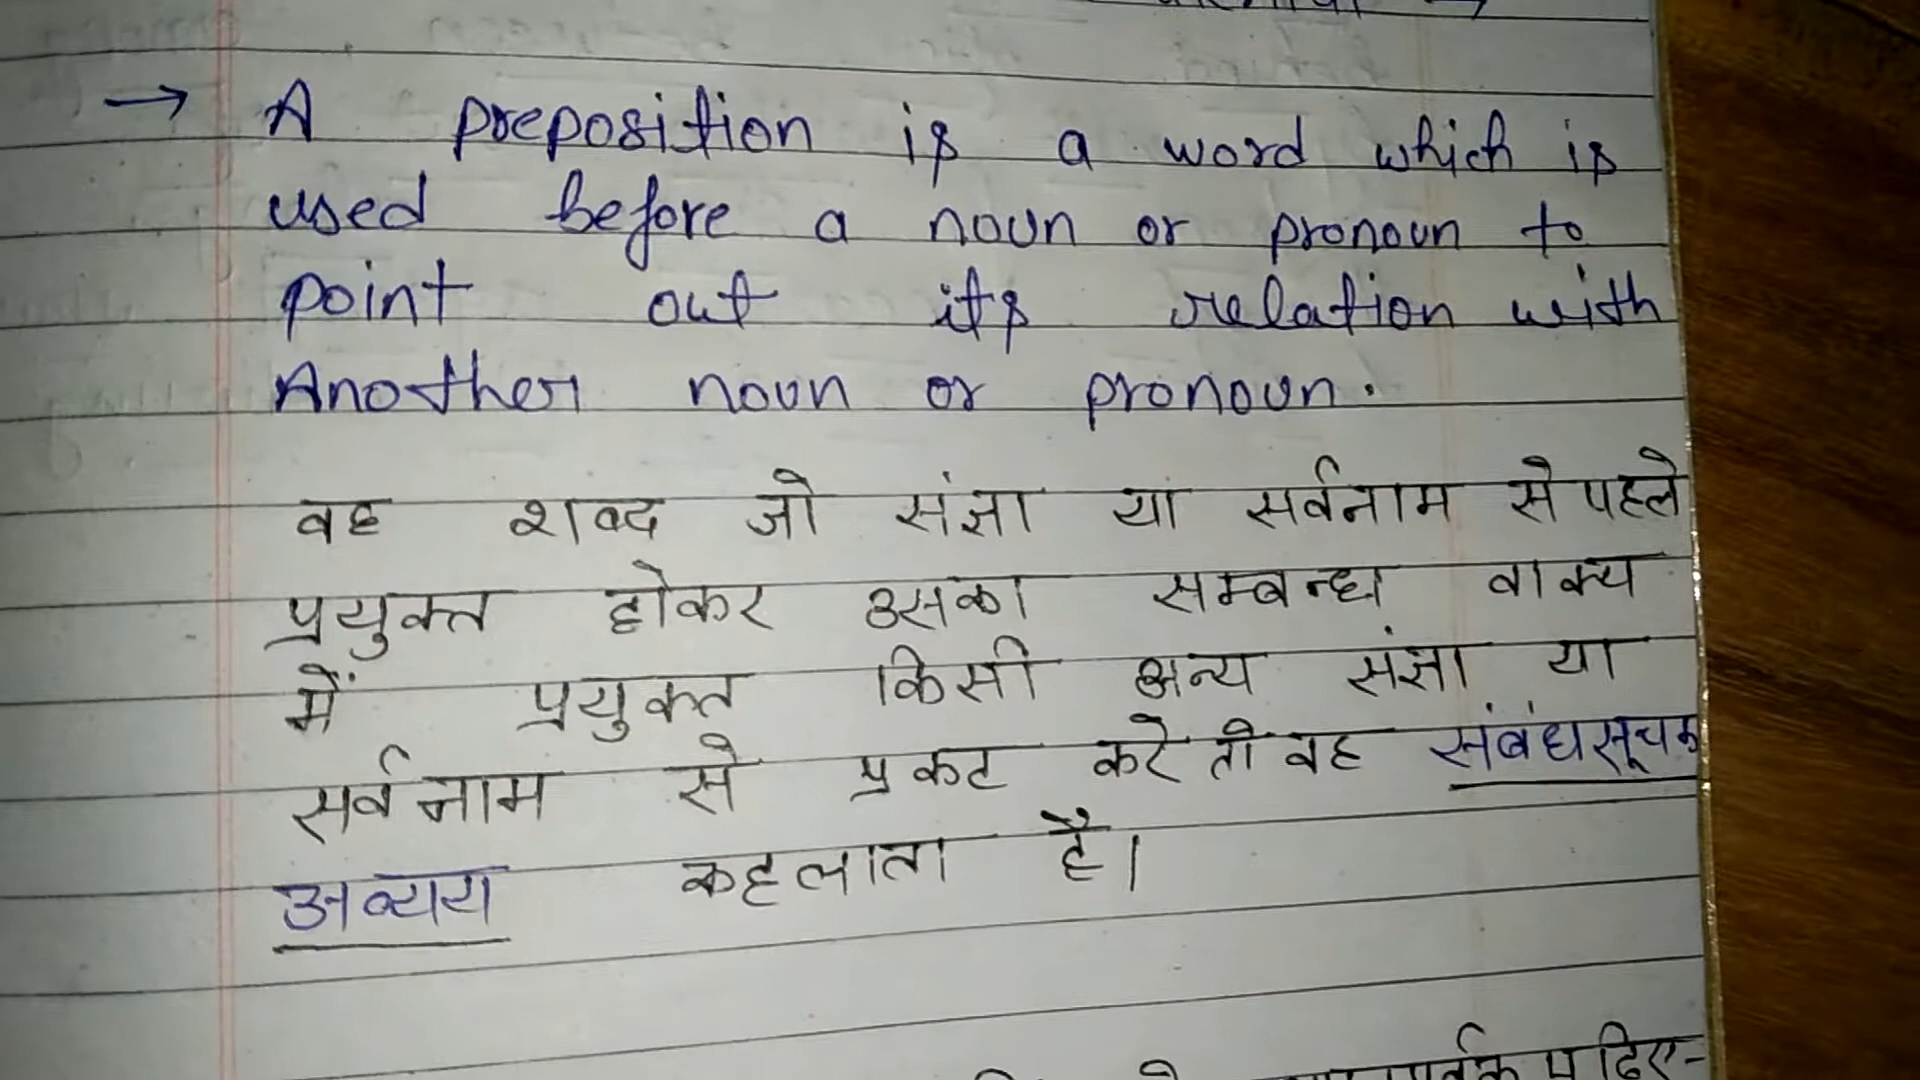 → A preposition is a word which is
used before a noun or pronoun to
point out its relation with
Another noun or pronoun.
वह शब्द जो संज्ञा या सर्वनाम से पहले
प्रयुक्त होकर उसका सम्बन्ध वाक्य
में प्रयुक्त किसी अन्य संज्ञा या
सर्वनाम से प्रकट करे तो वह संबंधसूचक
अव्यय कहलाता है।
पढिए-